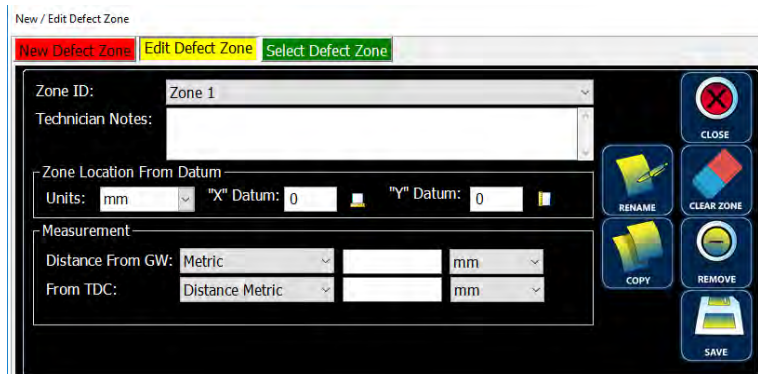 New / Edit Defect Zone
New Defect Zone Edit Defect Zone Select Defect Zone
Zone ID: Zone 1
Technician Notes:
CLOSE
Zone Location From Datum
Units: mm "X" Datum: 0 "Y" Datum: 0
RENAME CLEAR ZONE
Measurement
Distance From GW: Metric mm
COPY REMOVE
From TDC: Distance Metric mm
SAVE